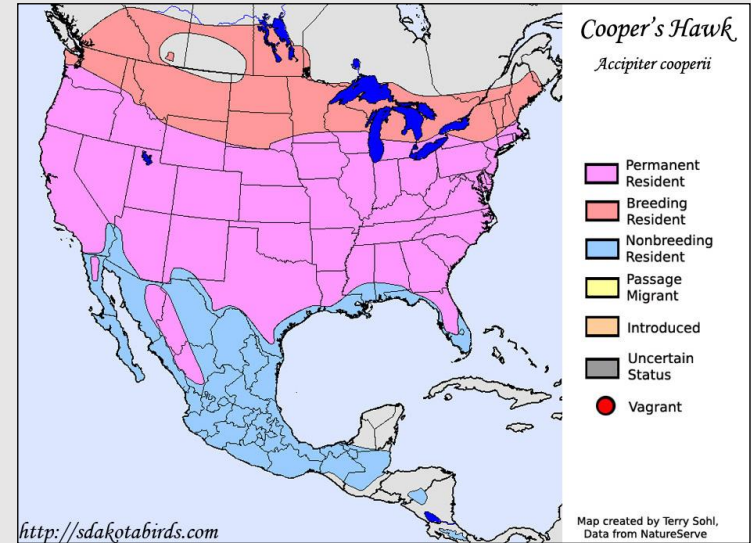 Cooper's Hawk
Accipiter cooperii
Permanent
Resident
Breeding
Resident
Nonbreeding
Resident
Passage
Migrant
Introduced
Uncertain
Status
Vagrant
http://sdakotabirds.com
Map created by Terry Sohl,
Data from NatureServe